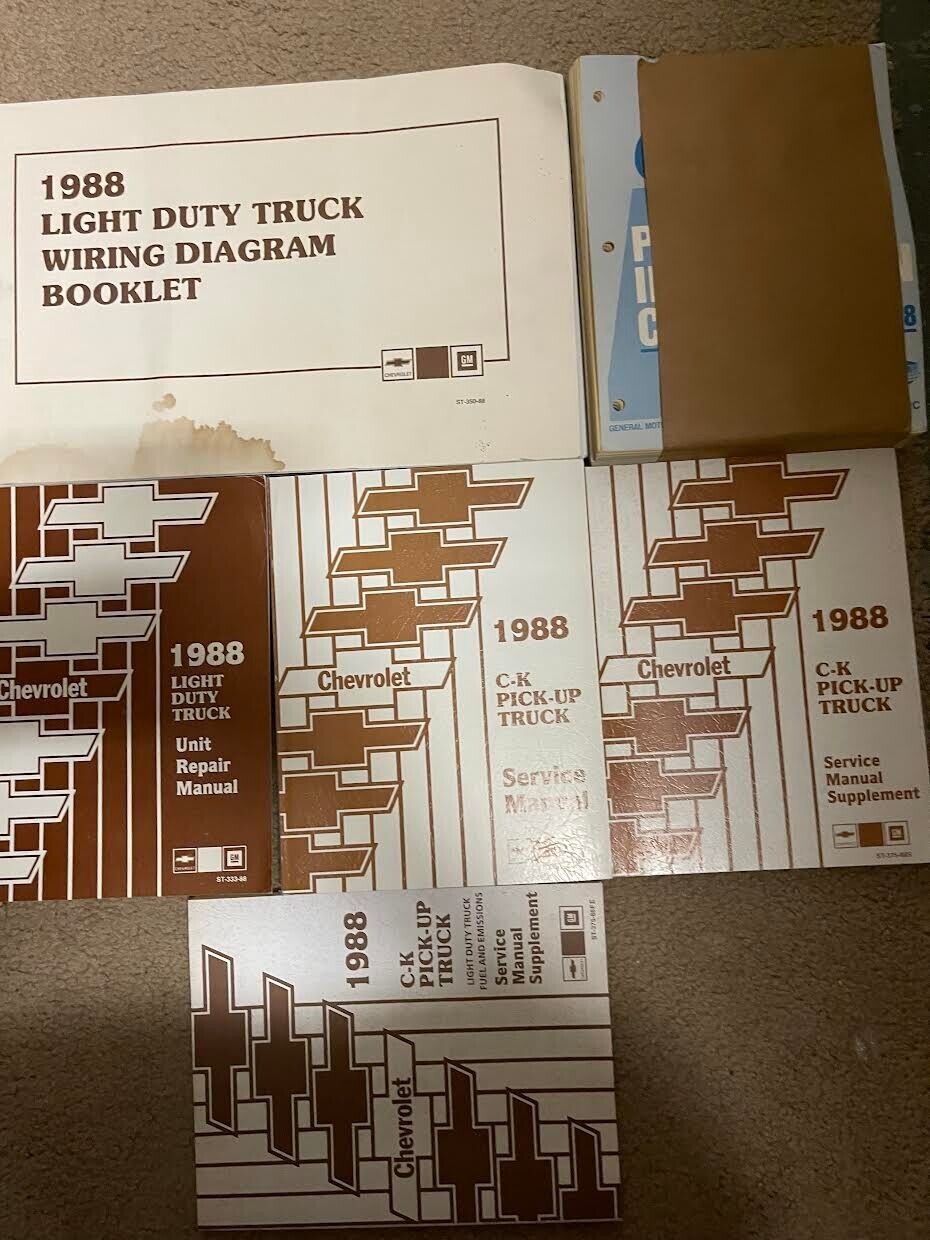 1988
LIGHT DUTY TRUCK
WIRING DIAGRAM
BOOKLET
CHEVROLET
GM
ST-350-88
P
C
GENERAL MOT
18
Chevrolet
1988
LIGHT
DUTY
TRUCK
Unit
Repair
Manual
CHEVROLET
GM
ST-333-88
Chevrolet
1988
C-K
PICK-UP
TRUCK
Service
Manual
Chevrolet
1988
C-K
PICK-UP
TRUCK
Service
Manual
Supplement
GM
1988
C-K
PICK-UP
TRUCK
LIGHT DUTY TRUCK
FUEL AND EMISSIONS
Service
Manual
Supplement
GM
Chevrolet